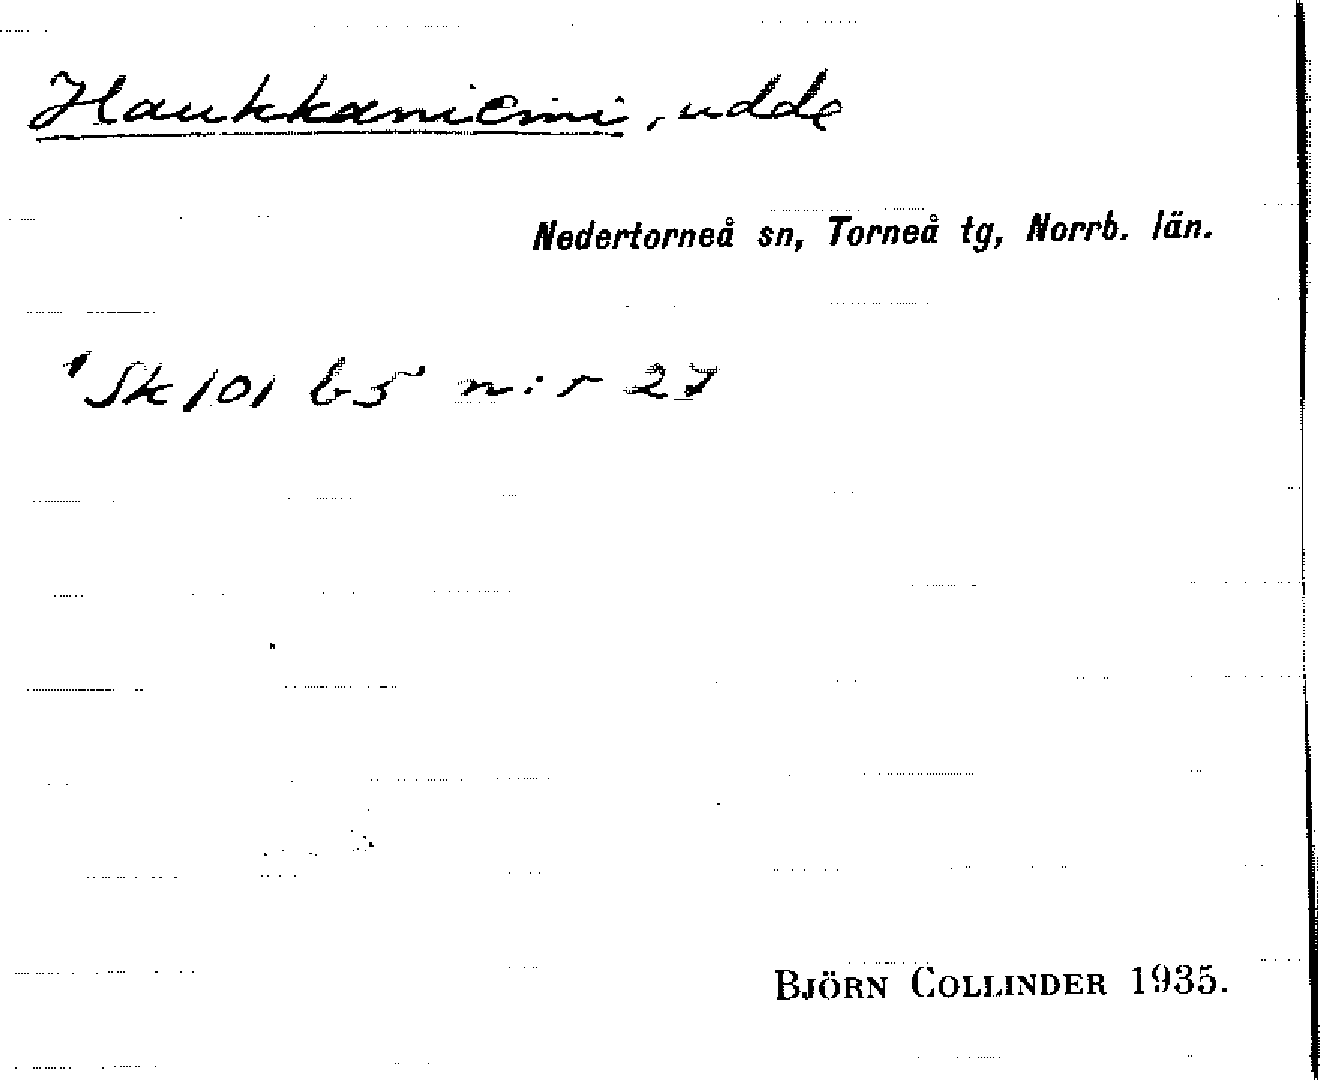 Haukkaniemi, udde
Nedertorneå sn, Torneå tg, Norrb. län.
Sk 101 b5 n:r 27
BJÖRN COLLINDER 1935.